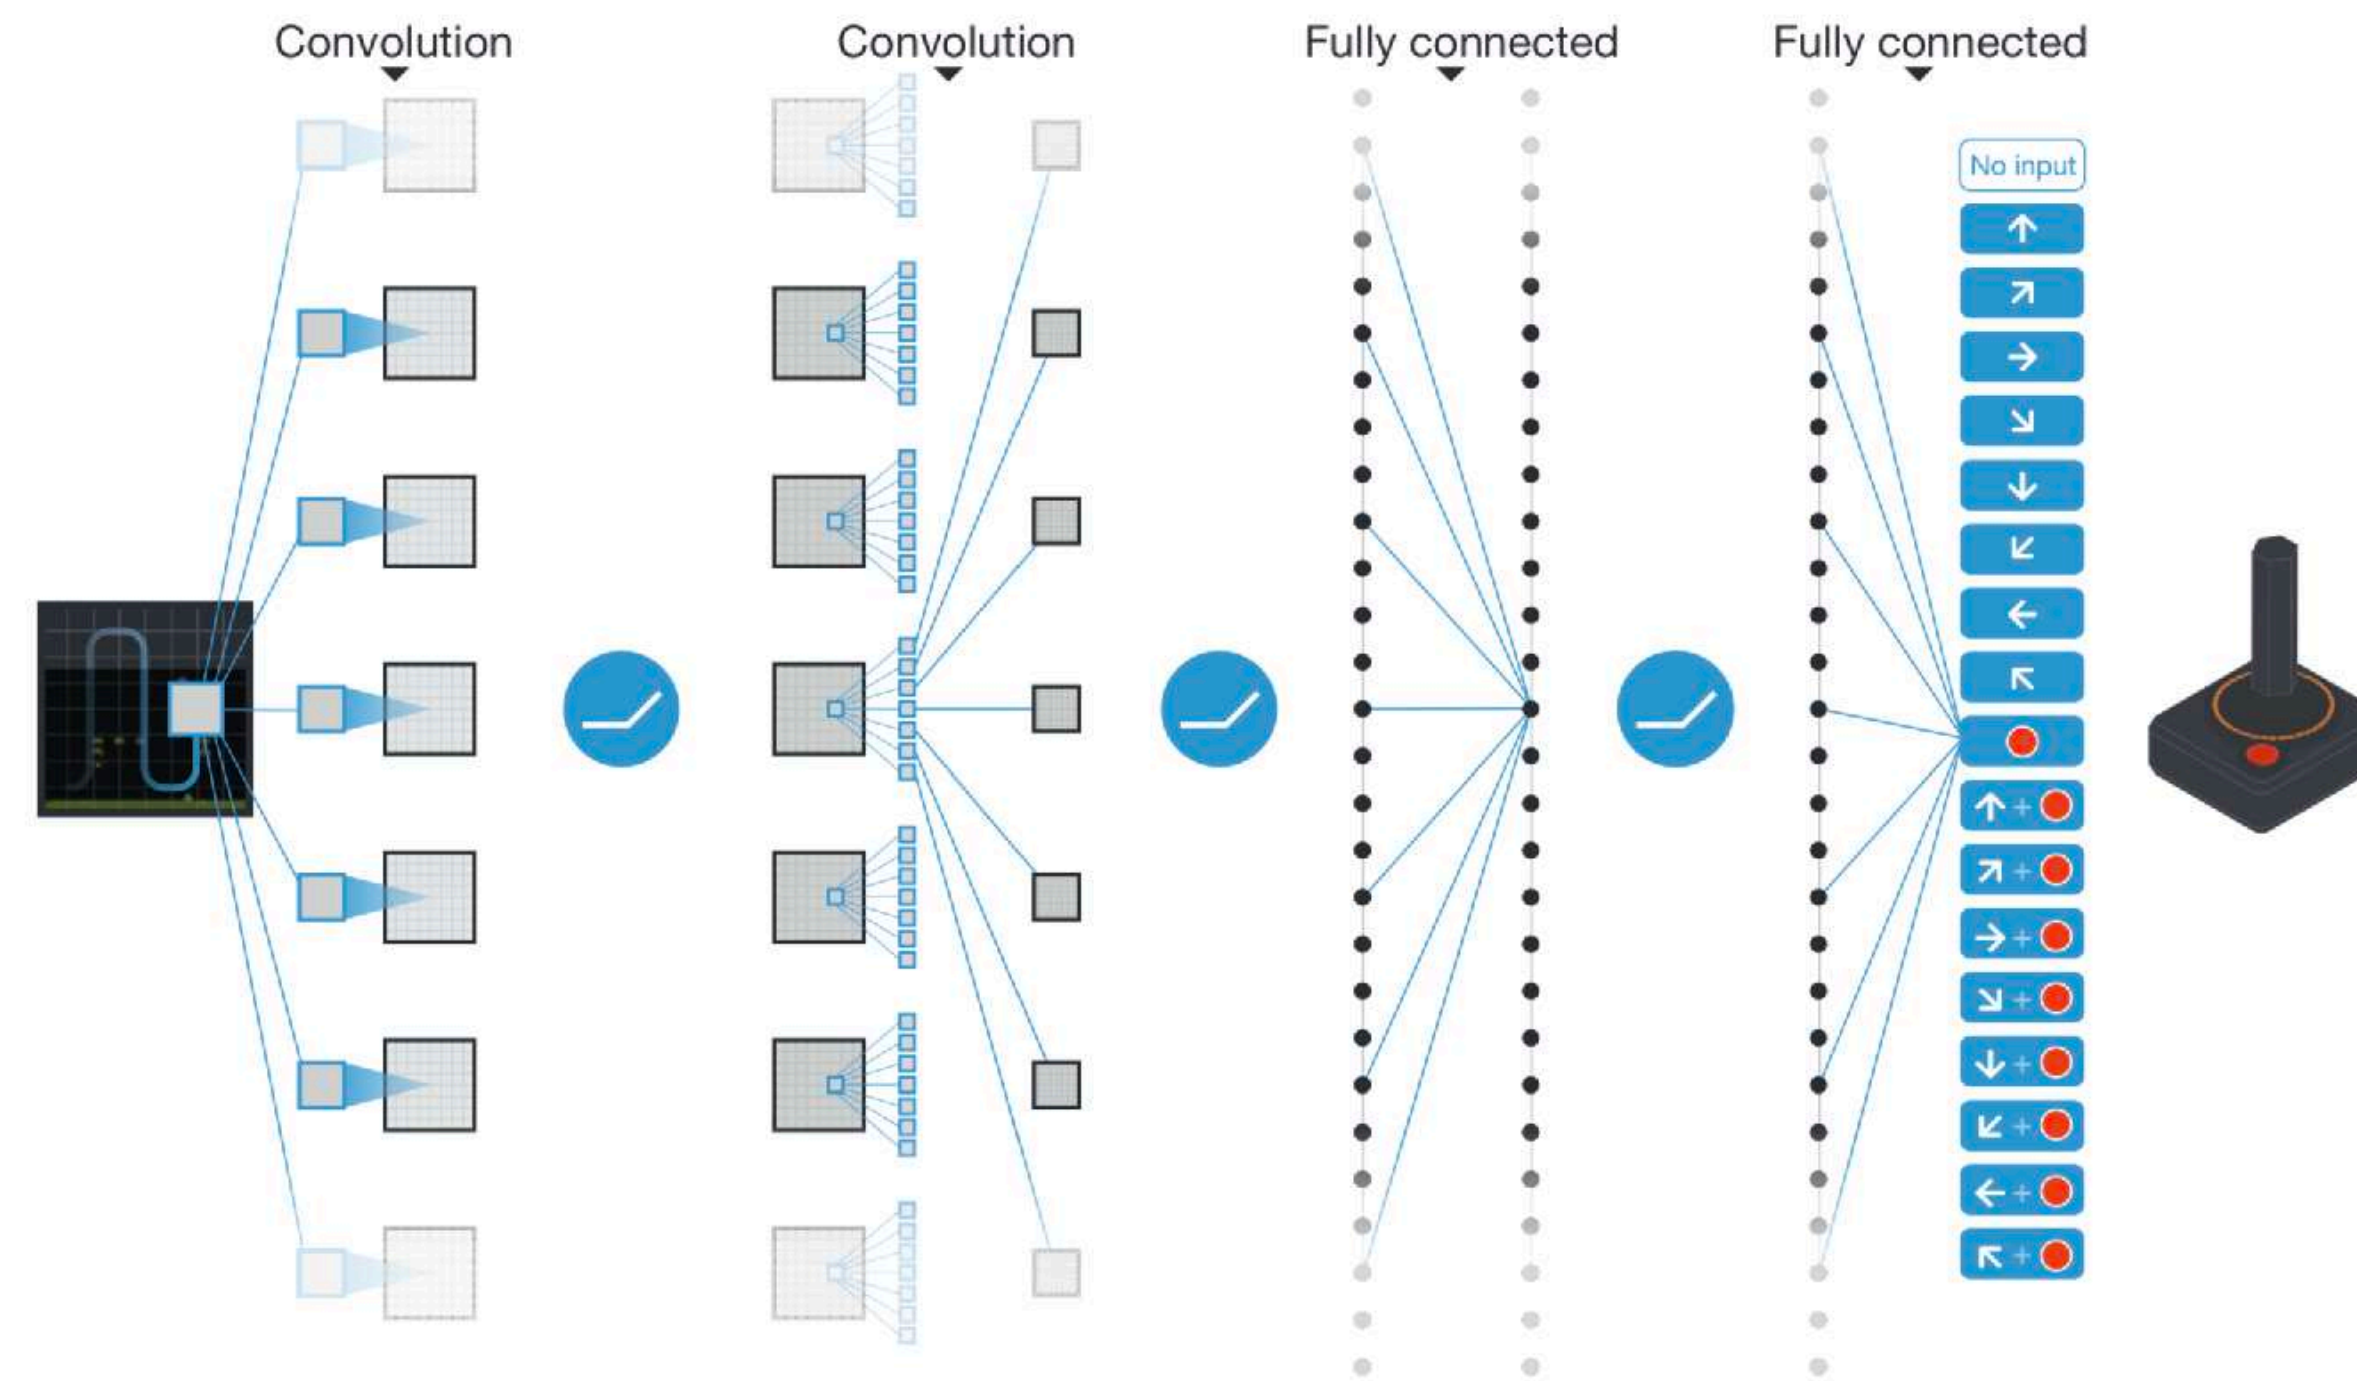 Convolution
Convolution
Fully connected
Fully connected
No input
+
+
+
+
+
+
+
+